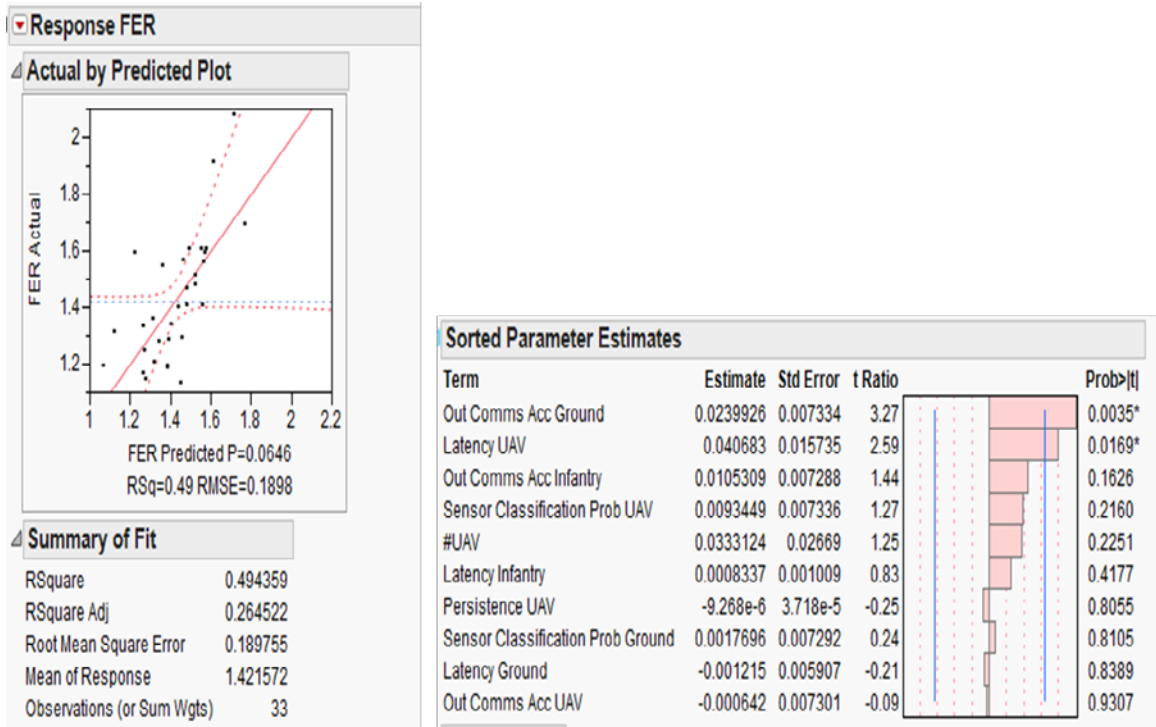 Response FER
Actual by Predicted Plot
2
1.8
1.6
1.4
1.2
FER Actual
1 1.2 1.4 1.6 1.8 2 2.2
FER Predicted P=0.0646
RSq=0.49 RMSE=0.1898
Summary of Fit
RSquare 0.494359
RSquare Adj 0.264522
Root Mean Square Error 0.189755
Mean of Response 1.421572
Observations (or Sum Wgts) 33
Sorted Parameter Estimates
Term Estimate Std Error t Ratio Prob>|t|
Out Comms Acc Ground 0.0239926 0.007334 3.27 0.0035*
Latency UAV 0.040683 0.015735 2.59 0.0169*
Out Comms Acc Infantry 0.0105309 0.007288 1.44 0.1626
Sensor Classification Prob UAV 0.0093449 0.007336 1.27 0.2160
#UAV 0.0333124 0.02669 1.25 0.2251
Latency Infantry 0.0008337 0.001009 0.83 0.4177
Persistence UAV -9.268e-6 3.718e-5 -0.25 0.8055
Sensor Classification Prob Ground 0.0017696 0.007292 0.24 0.8105
Latency Ground -0.001215 0.005907 -0.21 0.8389
Out Comms Acc UAV -0.000642 0.007301 -0.09 0.9307